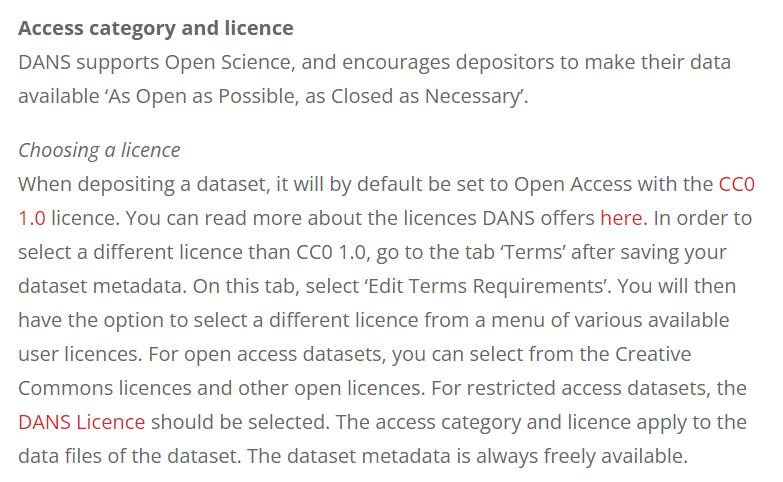 Access category and licence
DANS supports Open Science, and encourages depositors to make their data
available ‘As Open as Possible, as Closed as Necessary’.
Choosing a licence
When depositing a dataset, it will by default be set to Open Access with the CC0
1.0 licence. You can read more about the licences DANS offers here. In order to
select a different licence than CC0 1.0, go to the tab ‘Terms’ after saving your
dataset metadata. On this tab, select ‘Edit Terms Requirements’. You will then
have the option to select a different licence from a menu of various available
user licences. For open access datasets, you can select from the Creative
Commons licences and other open licences. For restricted access datasets, the
DANS Licence should be selected. The access category and licence apply to the
data files of the dataset. The dataset metadata is always freely available.